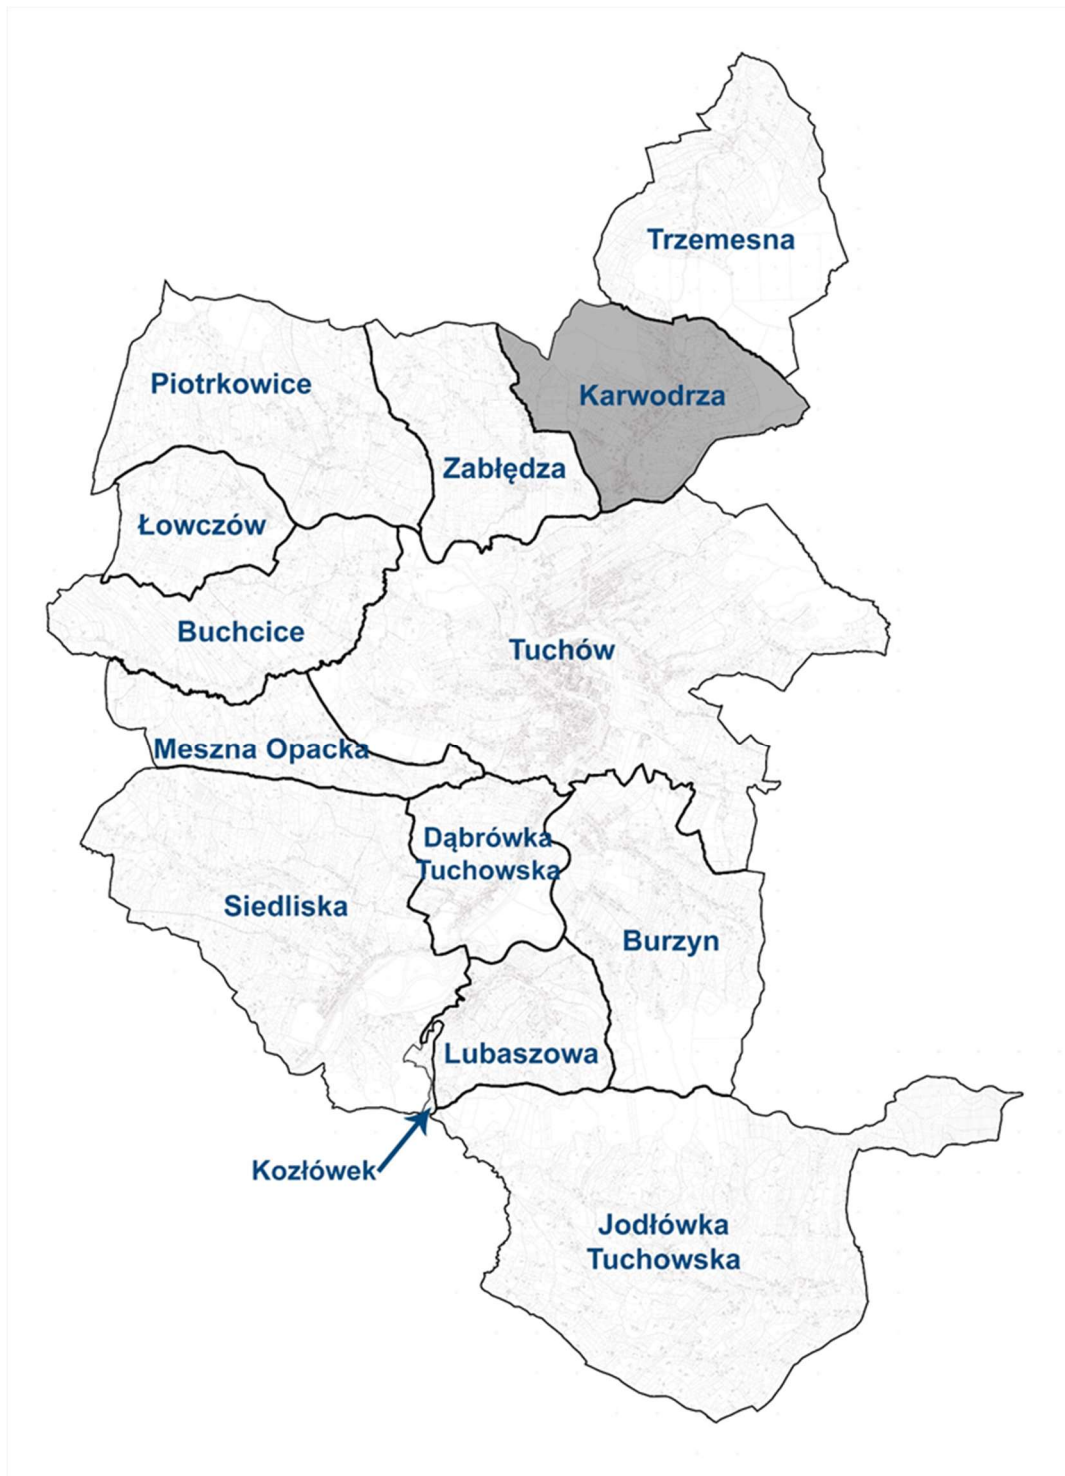 Trzemesna
Piotrkowice
Karwodrza
Zabłędza
Łowczów
Buchcice
Tuchów
Meszna Opacka
Dąbrówka
Tuchowska
Siedliska
Burzyn
Lubaszowa
Kozłówek
Jodłówka
Tuchowska